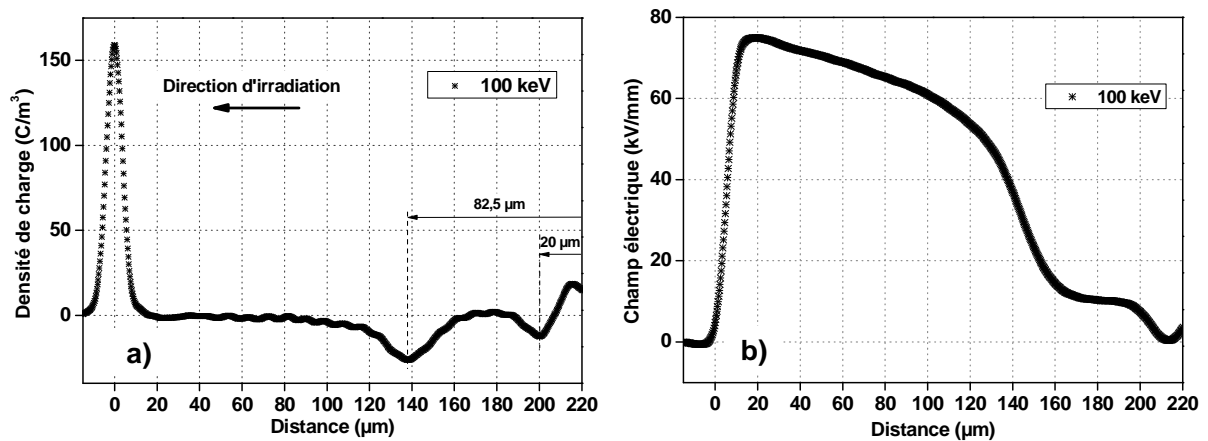 Densité de charge (C/m³)
150
100
50
0
Direction d'irradiation
100 keV
82,5 µm
20 µm
a)
0 20 40 60 80 100 120 140 160 180 200 220
Distance (µm)
Champ électrique (kV/mm)
80
60
40
20
0
100 keV
b)
0 20 40 60 80 100 120 140 160 180 200 220
Distance (µm)